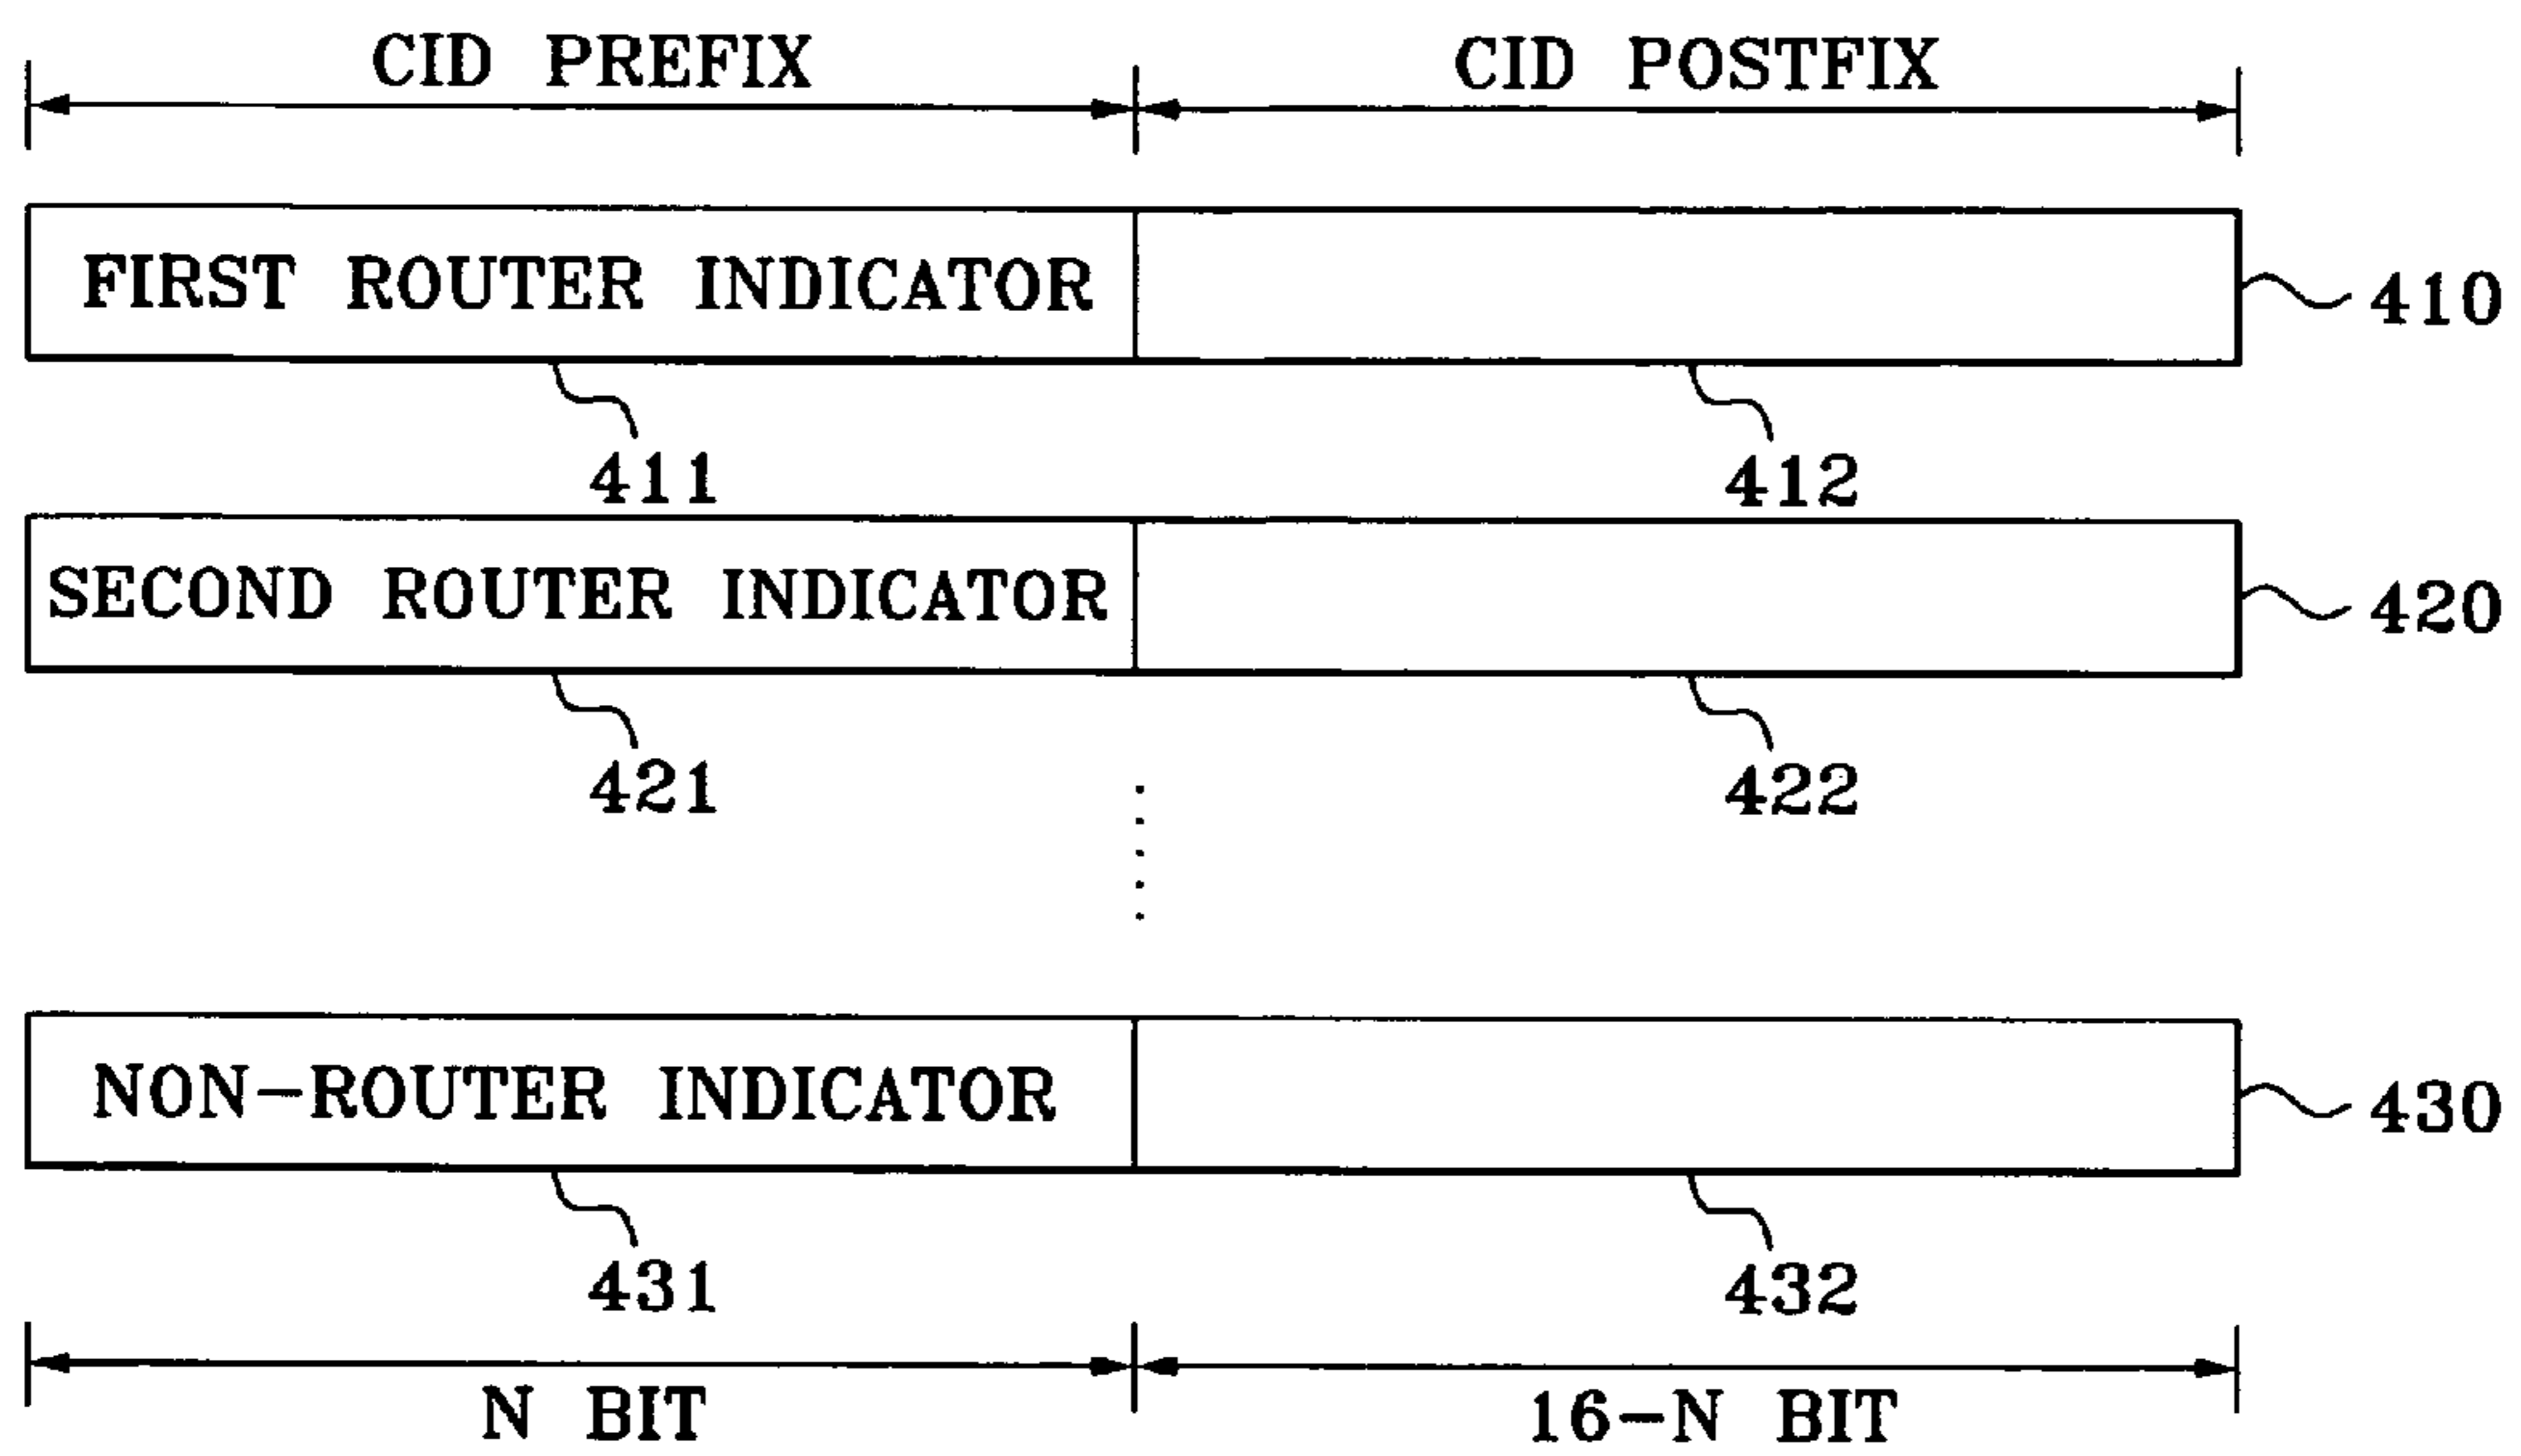 CID PREFIX CID POSTFIX
FIRST ROUTER INDICATOR 410
411 412
SECOND ROUTER INDICATOR 420
421 422
NON-ROUTER INDICATOR 430
431 432
N BIT 16-N BIT